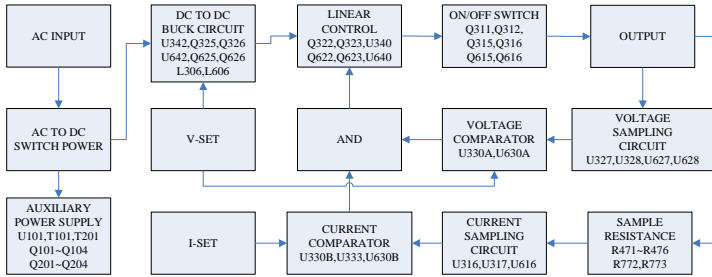 AC INPUT
DC TO DC
BUCK CIRCUIT
U342,Q325,Q326
U642,Q625,Q626
L306,L606
LINEAR
CONTROL
Q322,Q323,U340
Q622,Q623,U640
ON/OFF SWITCH
Q311,Q312,
Q315,Q316
Q615,Q616
OUTPUT
AC TO DC
SWITCH POWER
V-SET
AND
VOLTAGE
COMPARATOR
U330A,U630A
VOLTAGE
SAMPLING
CIRCUIT
U327,U328,U627,U628
AUXILIARY
POWER SUPPLY
U101,T101,T201
Q101~Q104
Q201~Q204
I-SET
CURRENT
COMPARATOR
U330B,U333,U630B
CURRENT
SAMPLING
CIRCUIT
U316,U317,U616
SAMPLE
RESISTANCE
R471~R476
R772,R773